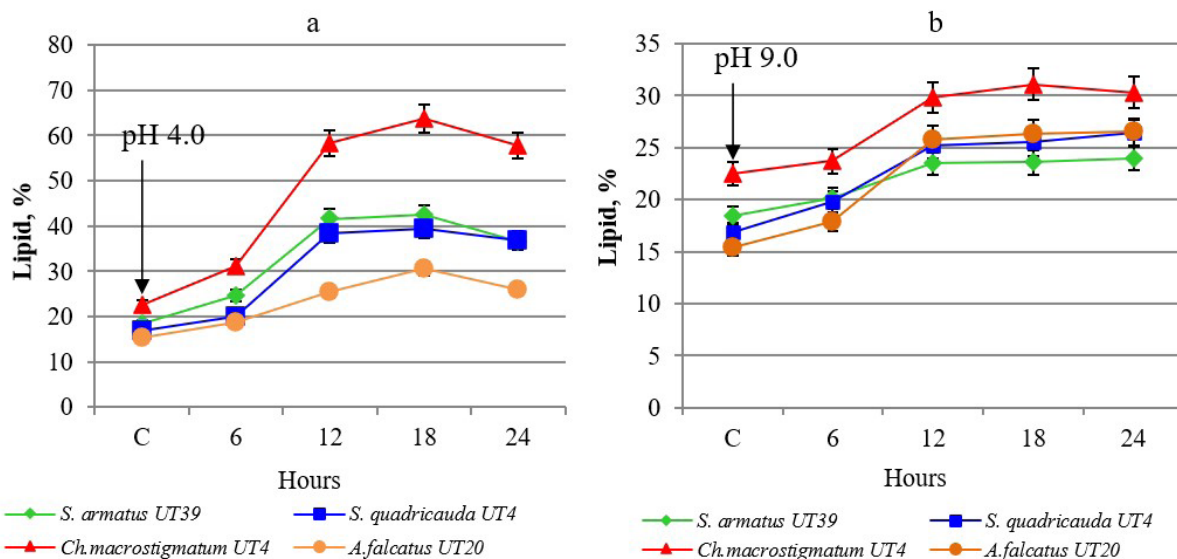 a
80
70
60
50
40
30
20
10
0
Lipid, %
pH 4.0
C 6 12 18 24
Hours
S. armatus UT39 S. quadricauda UT4
Ch.macrostigmatum UT4 A.falcatus UT20
b
35
30
25
20
15
10
5
0
Lipid, %
pH 9.0
C 6 12 18 24
Hours
S. armatus UT39 S. quadricauda UT4
Ch.macrostigmatum UT4 A.falcatus UT20